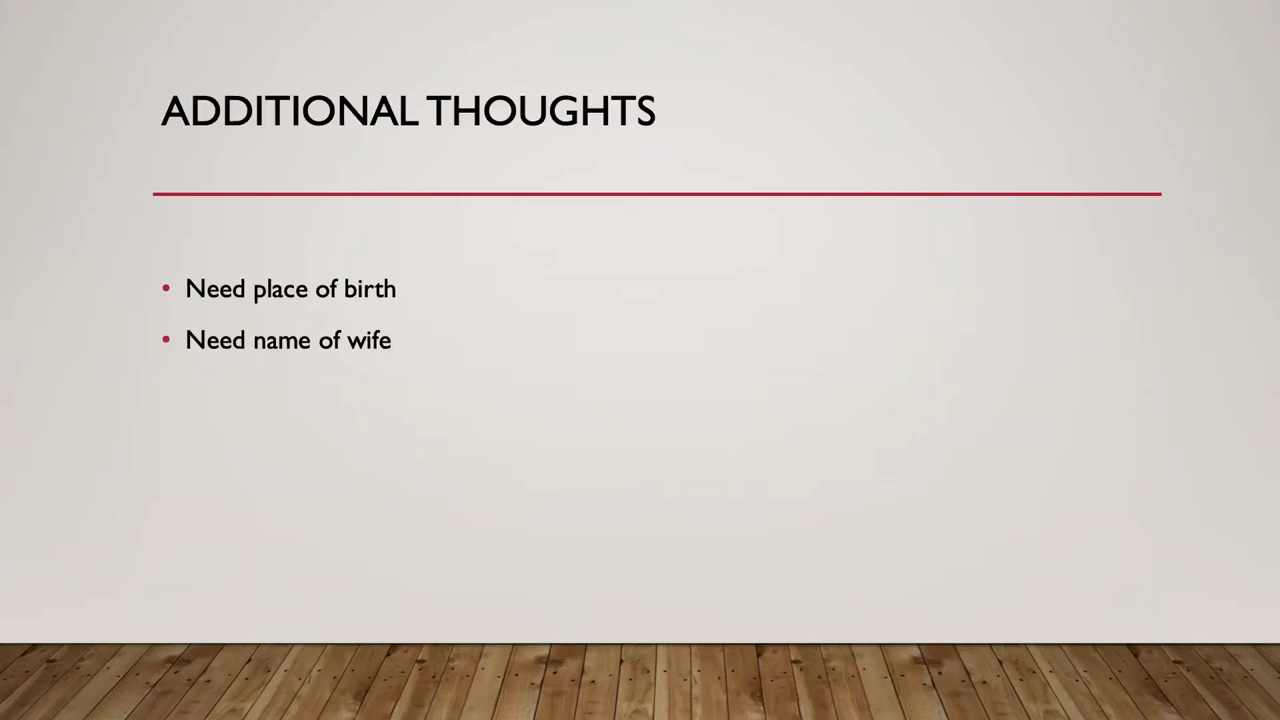 ADDITIONAL THOUGHTS
• Need place of birth
• Need name of wife